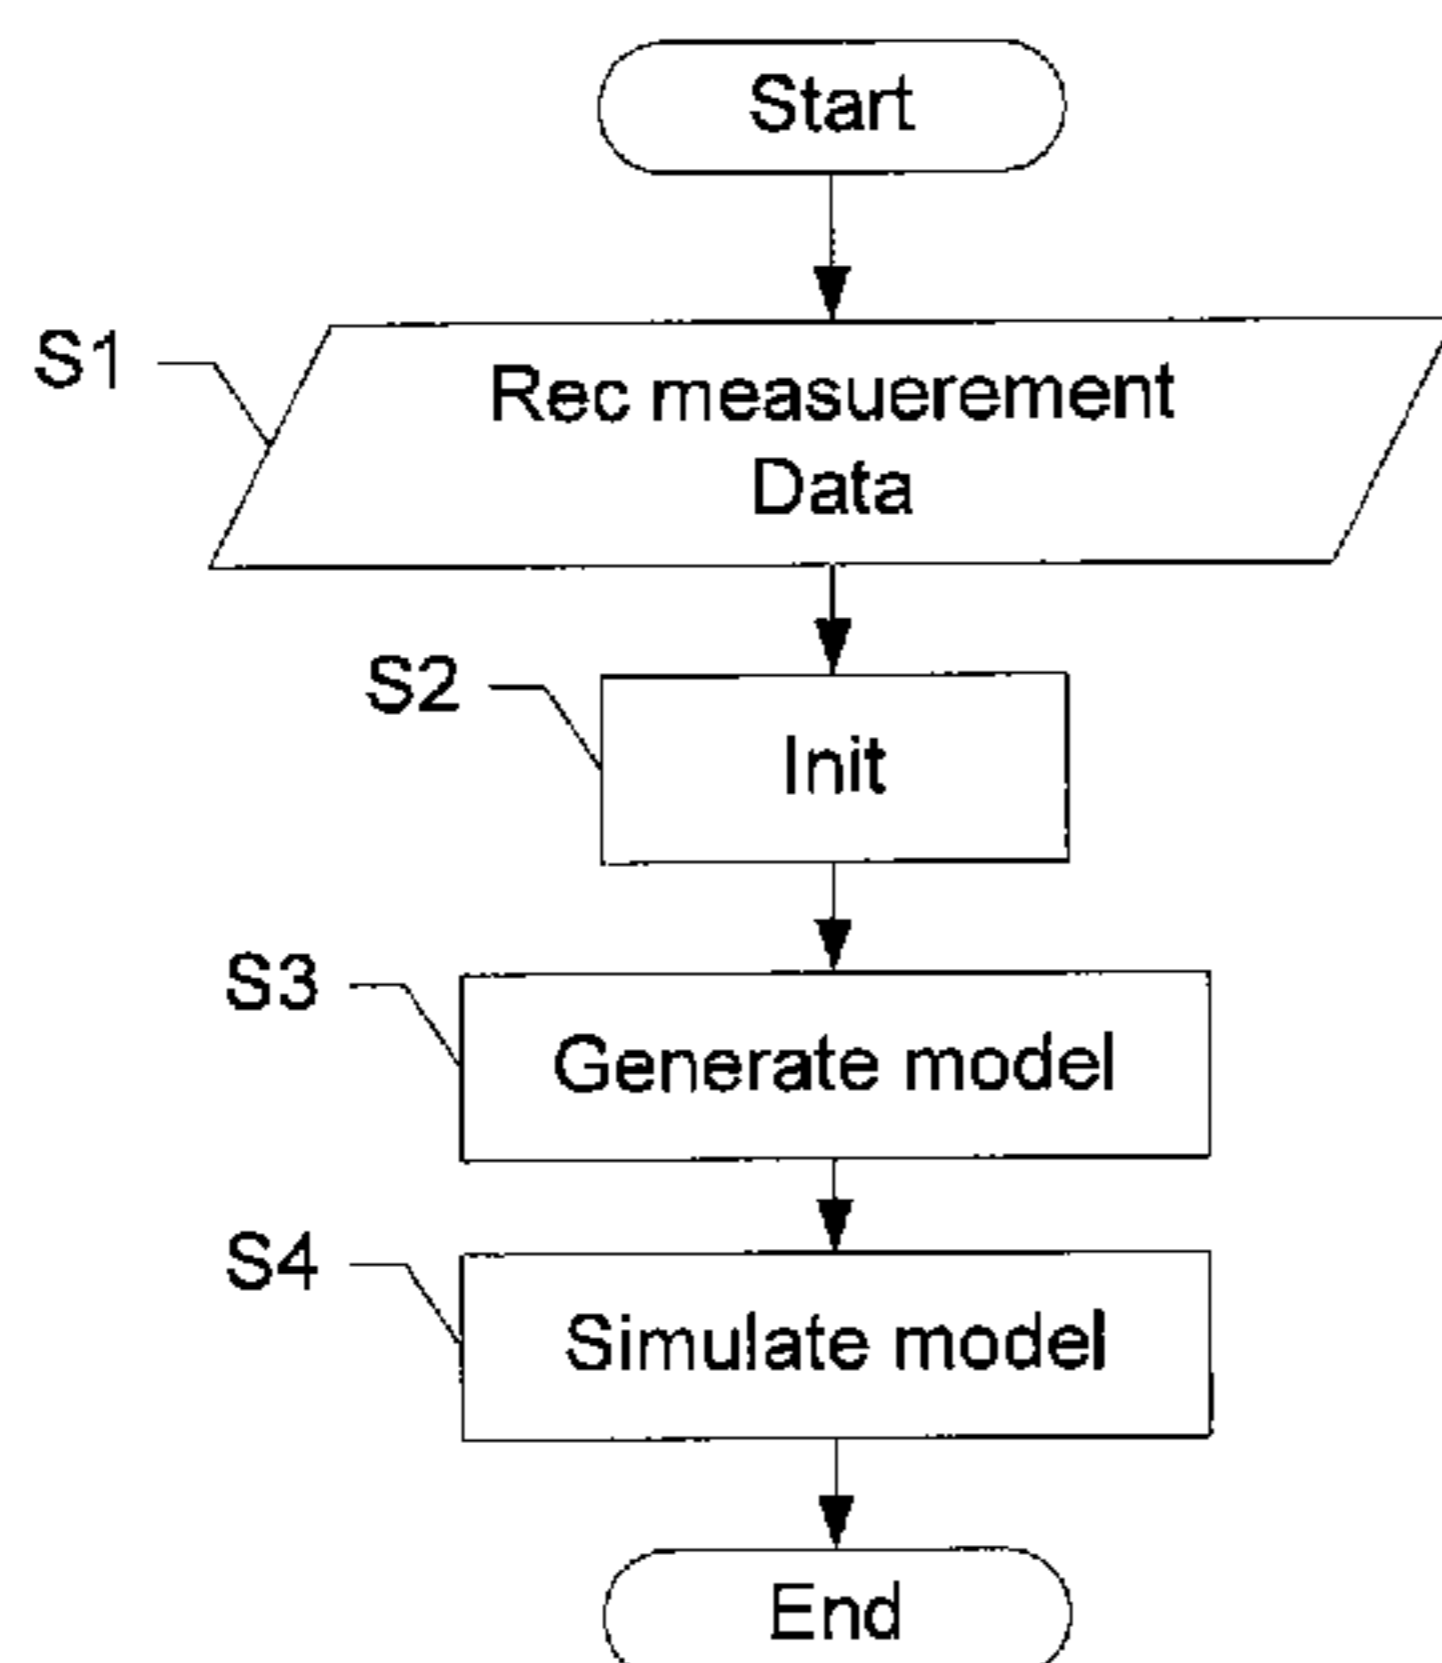 Start
S1
Rec measuerement
Data
S2
Init
S3
Generate model
S4
Simulate model
End